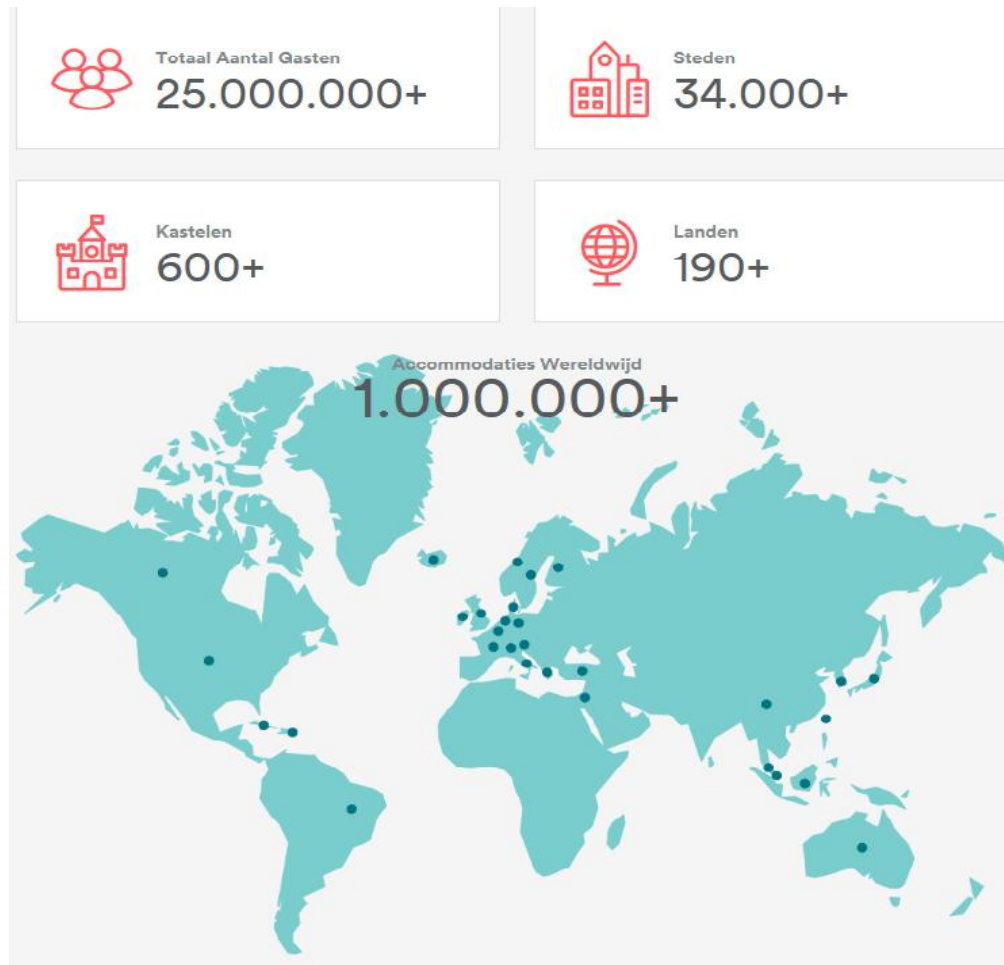 Totaal Aantal Gasten
25.000.000+
Steden
34.000+
Kastelen
600+
Landen
190+
Accommodaties Wereldwijd
1.000.000+